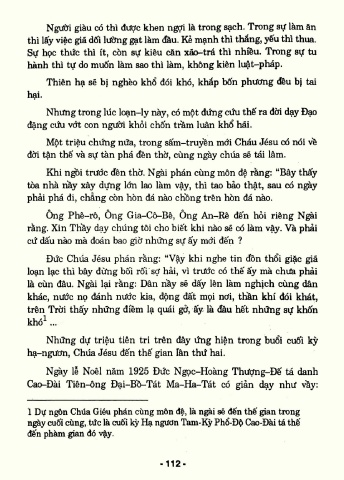 Người giàu có thì được khen ngợi là trong sạch. Trong sự làm ăn
thì lấy việc giả dối lường gạt làm đầu. Kẻ mạnh thì thắng, yếu thì thua.
Sự học thức thì ít, còn sự kiêu căn xảo-trá thì nhiều. Trong sự tu
hành thì tự do muốn làm sao thì làm, không kiên luật-pháp.
Thiên hạ sẽ bị nghèo khổ đói khó, khắp bốn phương đều bị tai
hại.
Nhưng trong lúc loạn-ly này, có một đứng cứu thế ra đời dạy Đạo
đặng cứu vớt con người khỏi chốn trầm luân khổ hải.
Một triệu chứng nữa, trong sấm-truyền mới Cháu Jésu có nói về
đời tận thế và sự tàn phá đền thờ, cùng ngày chúa sẽ tái lâm.
Khi ngồi trước đền thờ. Ngài phán cùng môn đệ rằng: "Bây thấy
tòa nhà nầy xây dựng lớn lao làm vậy, thì tao bảo thật, sau có ngày
phải phá đi, chẳng còn hòn đá nào chồng trên hòn đá nào.
Ông Phê-rô, Ông Gia-Cô-Bê, Ông An-Rê đến hỏi riêng Ngài
rằng. Xin Thầy dạy chúng tôi cho biết khi nào sẽ có làm vậy. Và phải
cứ dấu nào mà đoán bao giờ những sự ấy mới đến ?
Đức Chúa Jésu phán rằng: "Vậy khi nghe tin đồn thổi giặc giả
loạn lạc thì bây đừng bối rối sợ hải, vì trước có thể ấy mà chưa phải
là cùn đâu. Ngài lại rằng: Dân nầy sẽ dấy lên làm nghịch cùng dân
khác, nước nọ đánh nước kia, động đất mọi nơi, thần khí đói khát,
trên Trời thấy những điềm lạ quái gở, ấy là đầu hết những sự khốn
khó¹ ...
Những dự triệu tiên tri trên đây ứng hiện trong buổi cuối kỳ
hạ-ngươn, Chúa Jésu đến thế gian lần thứ hai.
Ngày lễ Noèl năm 1925 Đức Ngọc-Hoàng Thượng-Đế tá danh
Cao-Đài Tiên-ông Đại-Bồ-Tát Ma-Ha-Tát có giản dạy như vầy:
1 Dự ngôn Chúa Giéu phán cùng môn đệ, là ngài sẽ đến thế gian trong
ngày cuối cùng, tức là cuối kỳ Hạ ngươn Tam-Kỳ Phổ-Độ Cao-Đài tá thế
đến phàm gian đó vậy.
- 112 -